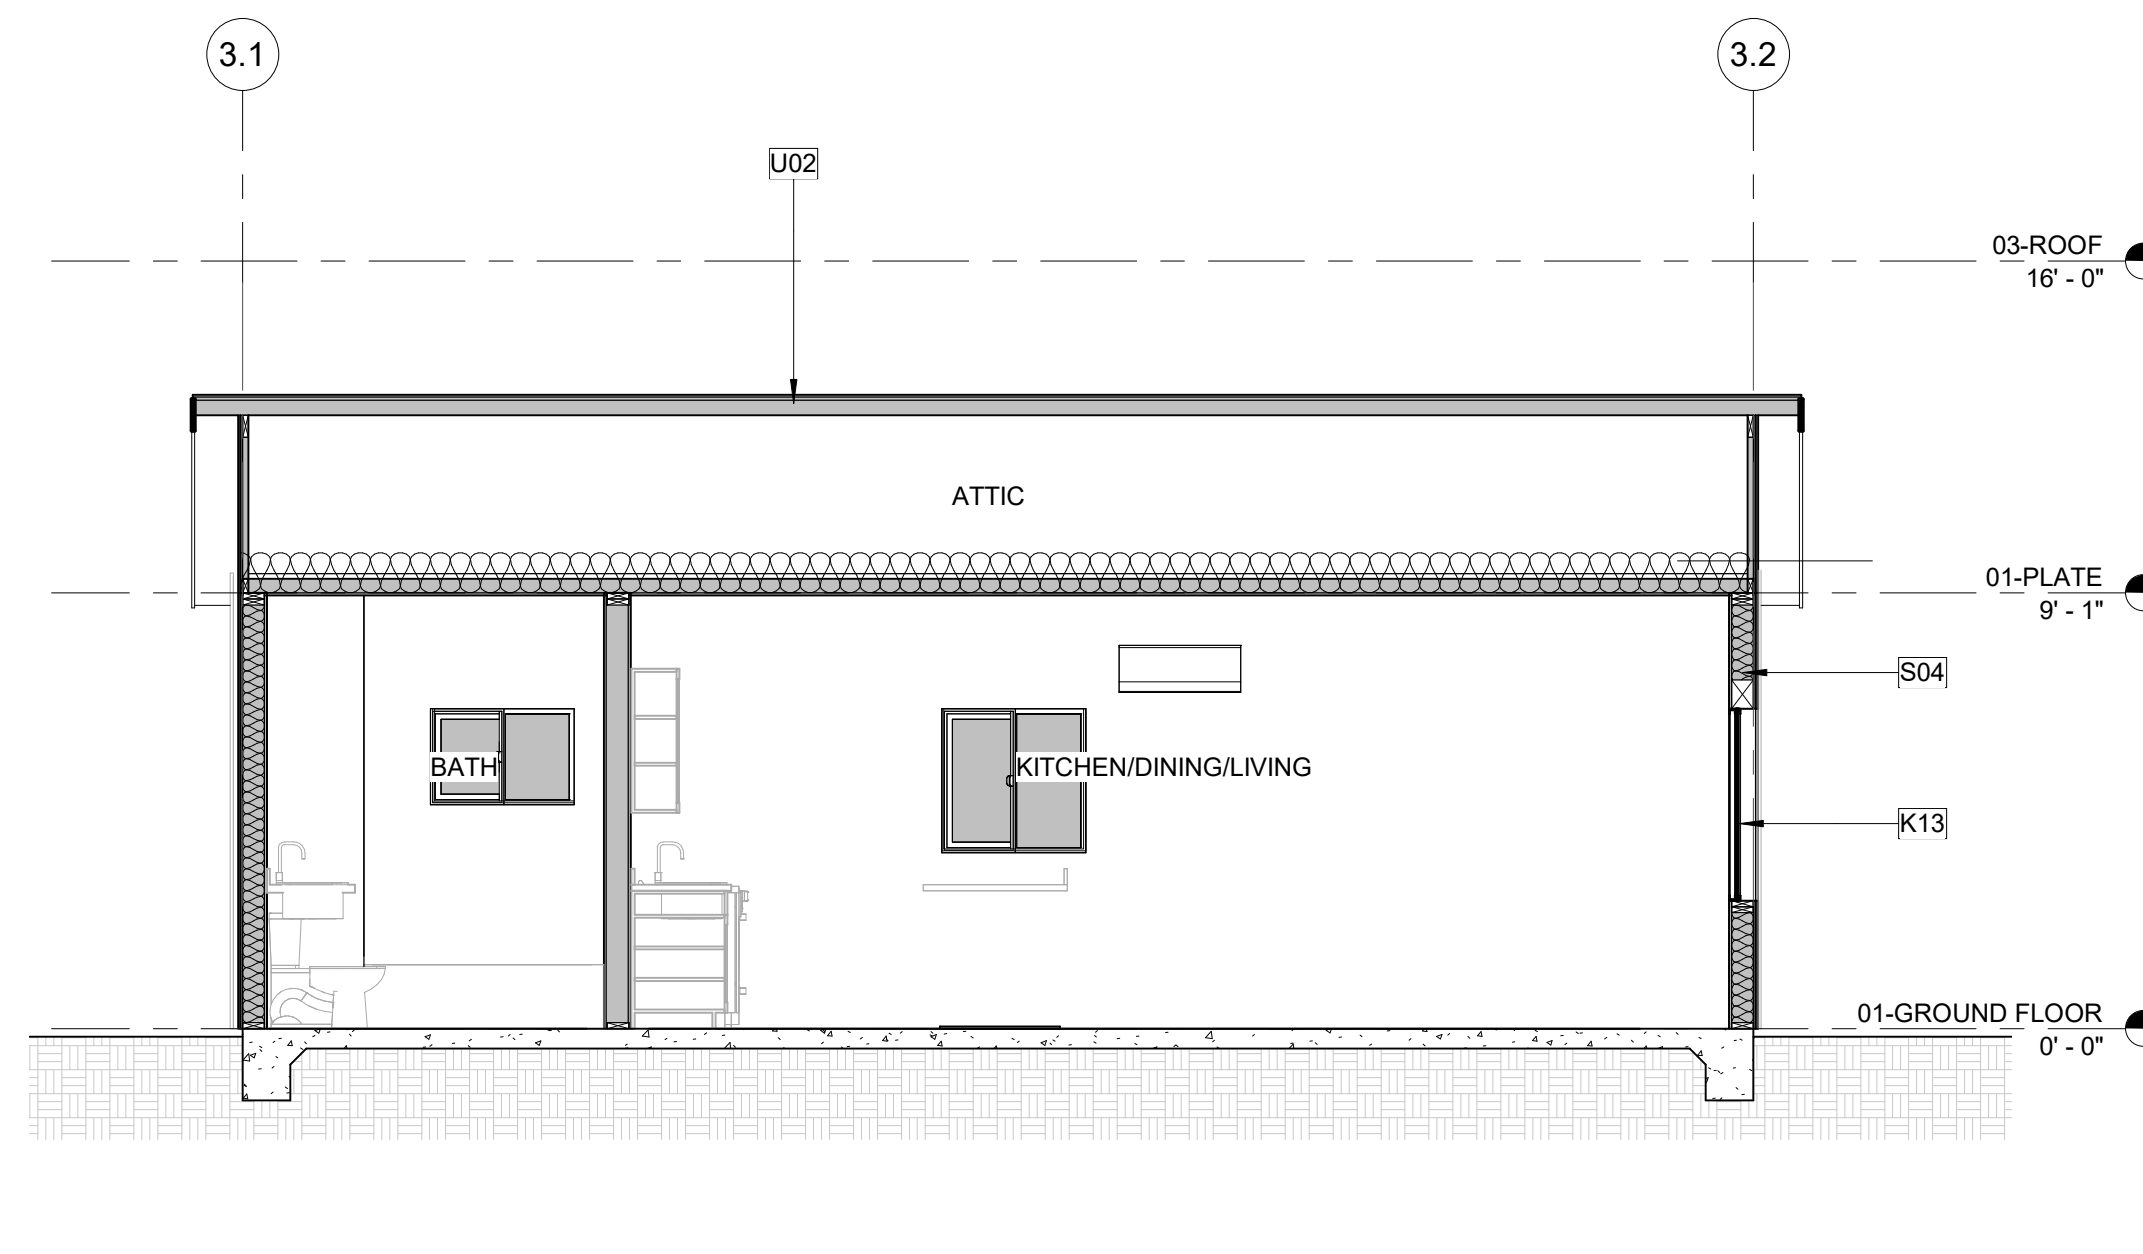 3.1
3.2
U02
03-ROOF
16' - 0"
ATTIC
01-PLATE
9' - 1"
S04
BATH
KITCHEN/DINING/LIVING
K13
01-GROUND FLOOR
0' - 0"